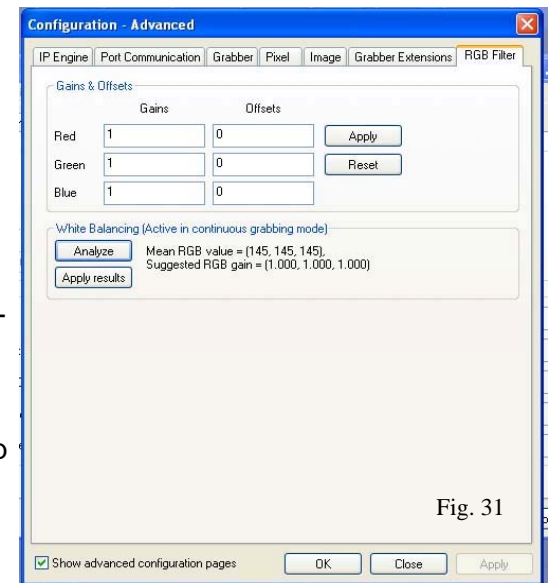 Configuration - Advanced
IP Engine Port Communication Grabber Pixel Image Grabber Extensions RGB Filter
Gains & Offsets
Gains Offsets
Red 1 0 Apply
Green 1 0 Reset
Blue 1 0
White Balancing (Active in continuous grabbing mode)
Analyze Mean RGB value = (145, 145, 145),
Suggested RGB gain = (1.000, 1.000, 1.000)
Apply results
Fig. 31
Show advanced configuration pages OK Close Apply